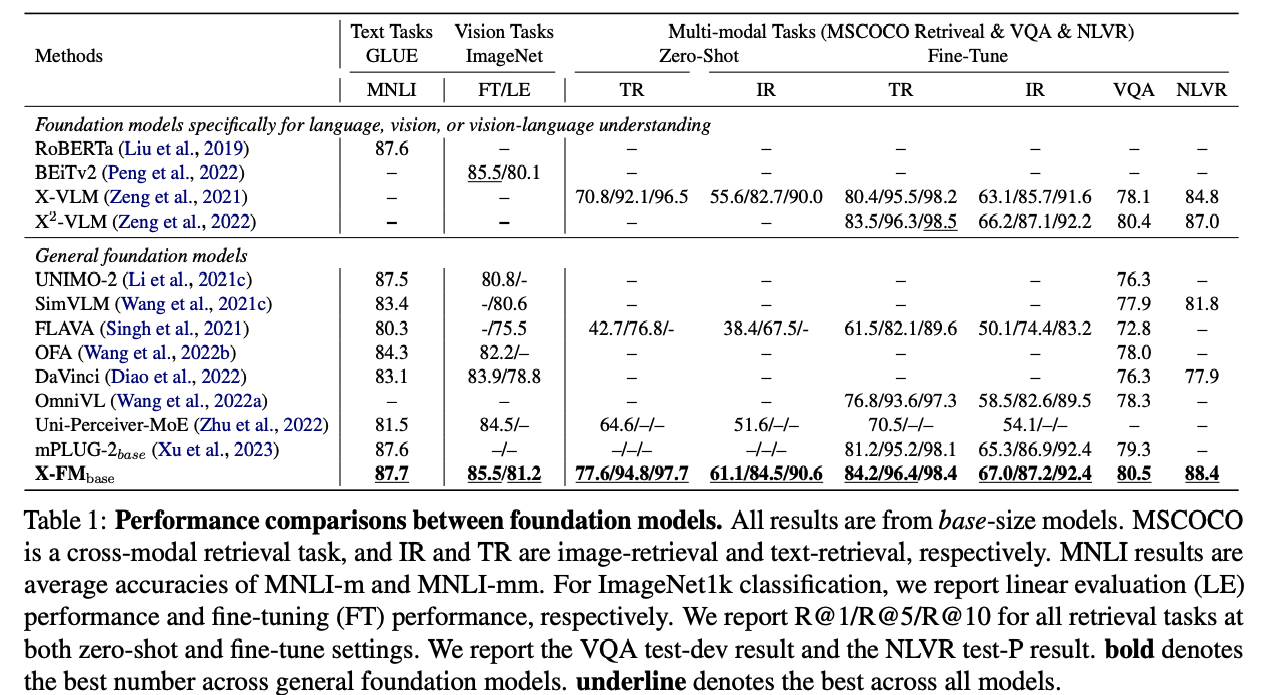 Text Tasks Vision Tasks Multi-modal Tasks (MSCOCO Retriveal & VQA & NLVR)
Methods GLUE ImageNet Zero-Shot Fine-Tune
MNLI FT/LE TR IR TR IR VQA NLVR
Foundation models specifically for language, vision, or vision-language understanding
RoBERTa (Liu et al., 2019) 87.6 – – – – – – –
BEiTv2 (Peng et al., 2022) – 85.5/80.1 – – – – – –
X-VLM (Zeng et al., 2021) – – 70.8/92.1/96.5 55.6/82.7/90.0 80.4/95.5/98.2 63.1/85.7/91.6 78.1 84.8
X²-VLM (Zeng et al., 2022) – – – – 83.5/96.3/98.5 66.2/87.1/92.2 80.4 87.0
General foundation models
UNIMO-2 (Li et al., 2021c) 87.5 80.8/- – – – – 76.3 –
SimVLM (Wang et al., 2021c) 83.4 -/80.6 – – – – 77.9 81.8
FLAVA (Singh et al., 2021) 80.3 -/75.5 42.7/76.8/- 38.4/67.5/- 61.5/82.1/89.6 50.1/74.4/83.2 72.8 –
OFA (Wang et al., 2022b) 84.3 82.2/– – – – – 78.0 –
DaVinci (Diao et al., 2022) 83.1 83.9/78.8 – – – – 76.3 77.9
OmniVL (Wang et al., 2022a) – – – – 76.8/93.6/97.3 58.5/82.6/89.5 78.3 –
Uni-Perceiver-MoE (Zhu et al., 2022) 81.5 84.5/– 64.6/–/– 51.6/–/– 70.5/–/– 54.1/–/– – –
mPLUG-2base (Xu et al., 2023) 87.6 –/– –/–/– –/–/– 81.2/95.2/98.1 65.3/86.9/92.4 79.3 –
X-FMbase 87.7 85.5/81.2 77.6/94.8/97.7 61.1/84.5/90.6 84.2/96.4/98.4 67.0/87.2/92.4 80.5 88.4
Table 1: Performance comparisons between foundation models. All results are from base-size models. MSCOCO
is a cross-modal retrieval task, and IR and TR are image-retrieval and text-retrieval, respectively. MNLI results are
average accuracies of MNLI-m and MNLI-mm. For ImageNet1k classification, we report linear evaluation (LE)
performance and fine-tuning (FT) performance, respectively. We report R@1/R@5/R@10 for all retrieval tasks at
both zero-shot and fine-tune settings. We report the VQA test-dev result and the NLVR test-P result. bold denotes
the best number across general foundation models. underline denotes the best across all models.